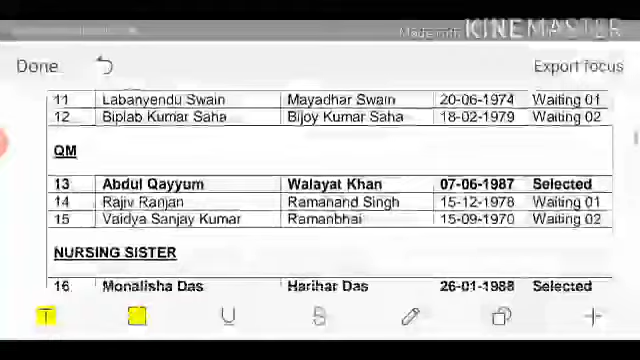 Made with KINEMASTER
Done Export focus
11 Labanyendu Swain Mayadhar Swain 20-06-1974 Waiting 01
12 Biplab Kumar Saha Bijoy Kumar Saha 18-02-1979 Waiting 02
QM
13 Abdul Qayyum Walayat Khan 07-06-1987 Selected
14 Rajiv Ranjan Ramanand Singh 15-12-1978 Waiting 01
15 Vaidya Sanjay Kumar Ramanbhai 15-09-1970 Waiting 02
NURSING SISTER
16 Monalisha Das Harihar Das 26-01-1988 Selected
T U S